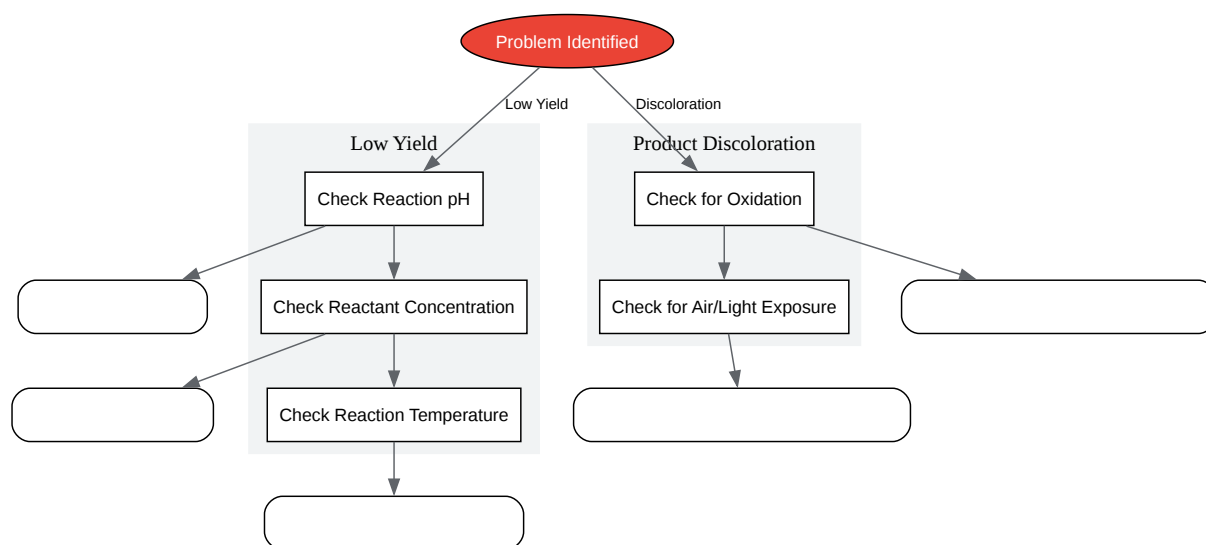 Problem Identified
Low Yield
Discoloration
Low Yield
Product Discoloration
Check Reaction pH
Check for Oxidation
Check Reactant Concentration
Check for Air/Light Exposure
Check Reaction Temperature